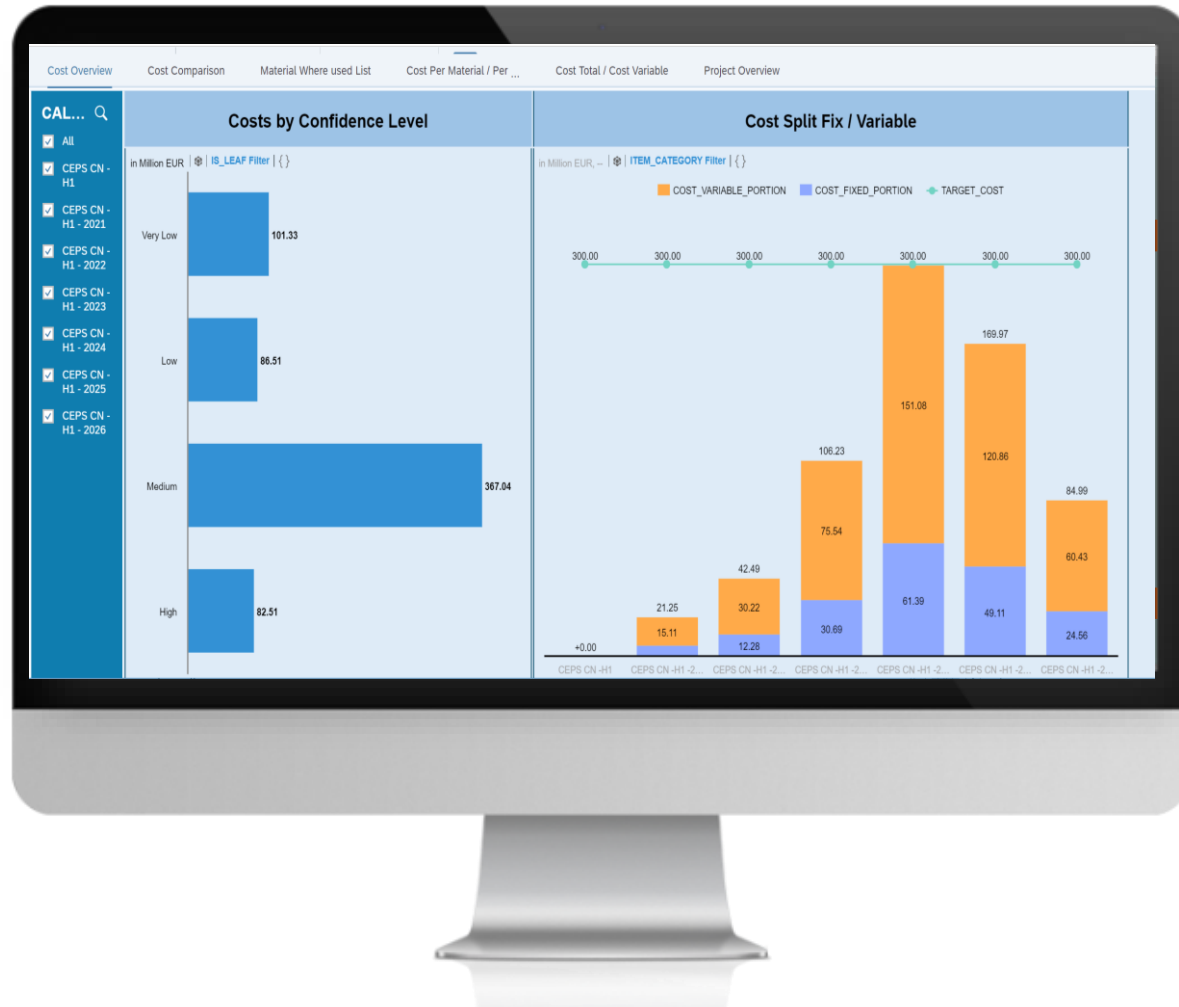 Cost Overview
Cost Comparison
Material Where used List
Cost Per Material / Per ...
Cost Total / Cost Variable
Project Overview
CAL...
All
CEPS CN -
H1
CEPS CN -
H1 - 2021
CEPS CN -
H1 - 2022
CEPS CN -
H1 - 2023
CEPS CN -
H1 - 2024
CEPS CN -
H1 - 2025
CEPS CN -
H1 - 2026
Costs by Confidence Level
in Million EUR | IS_LEAF Filter | { }
Very Low
101.33
Low
86.51
Medium
367.04
High
82.51
Cost Split Fix / Variable
in Million EUR, – | ITEM_CATEGORY Filter | { }
COST_VARIABLE_PORTION
COST_FIXED_PORTION
TARGET_COST
300.00 300.00 300.00 300.00 300.00 300.00 300.00
169.97
151.08
120.86
106.23
84.99
75.54
60.43
42.49
61.39
21.25
30.22
49.11
15.11
30.69
24.56
+0.00
12.28
CEPS CN -H1 CEPS CN -H1 -2... CEPS CN -H1 -2... CEPS CN -H1 -2... CEPS CN -H1 -2... CEPS CN -H1 -2... CEPS CN -H1 -2...